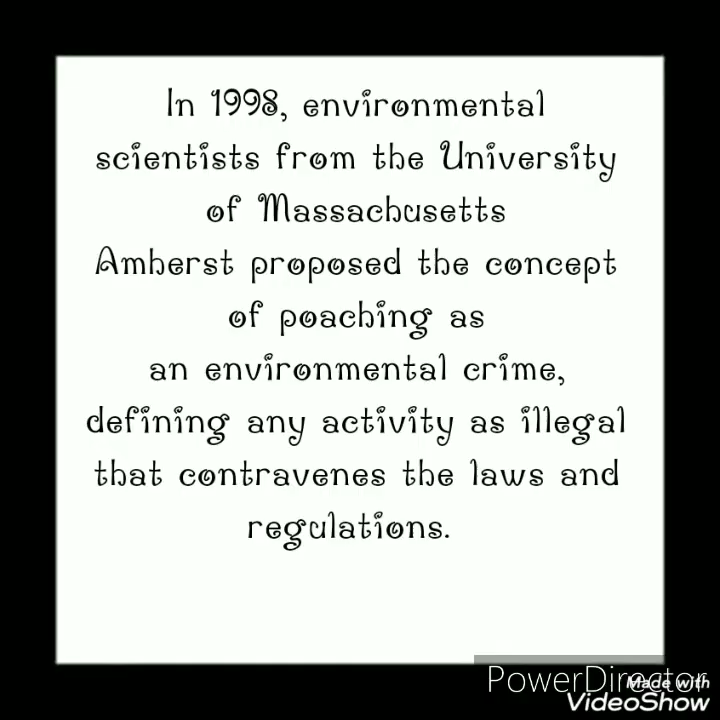 In 1998, environmental
scientists from the University
of Massachusetts
Amherst proposed the concept
of poaching as
an environmental crime,
defining any activity as illegal
that contravenes the laws and
regulations.
PowerDirector
Made with
VideoShow